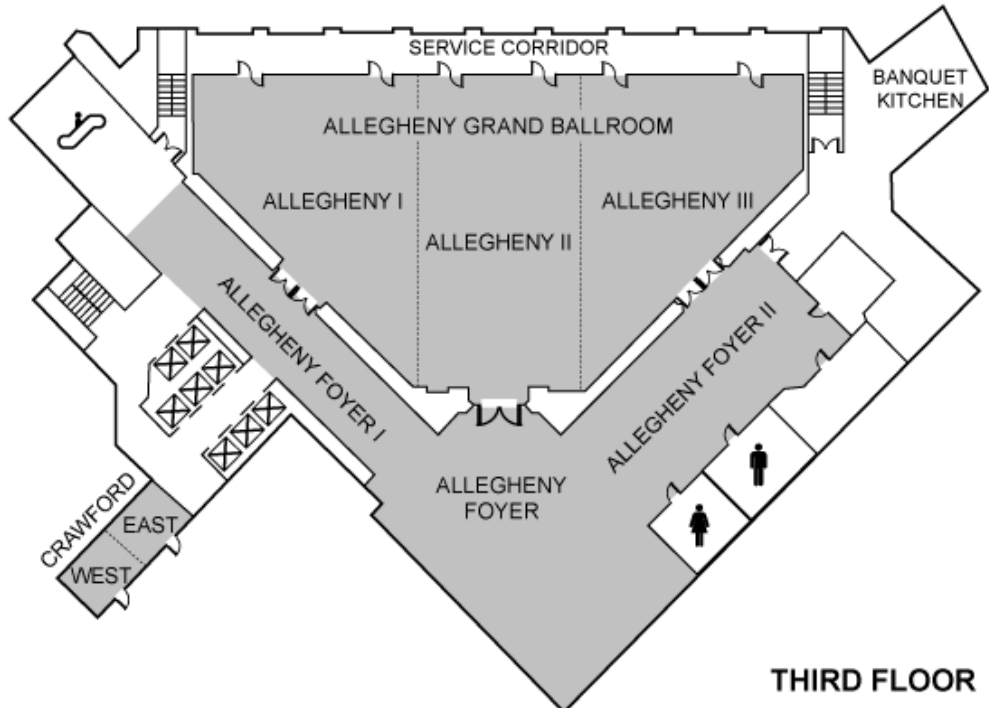 SERVICE CORRIDOR
BANQUET
KITCHEN
ALLEGHENY GRAND BALLROOM
ALLEGHENY I
ALLEGHENY II
ALLEGHENY III
ALLEGHENY FOYER I
ALLEGHENY FOYER II
ALLEGHENY
FOYER
CRAWFORD
EAST
WEST
THIRD FLOOR